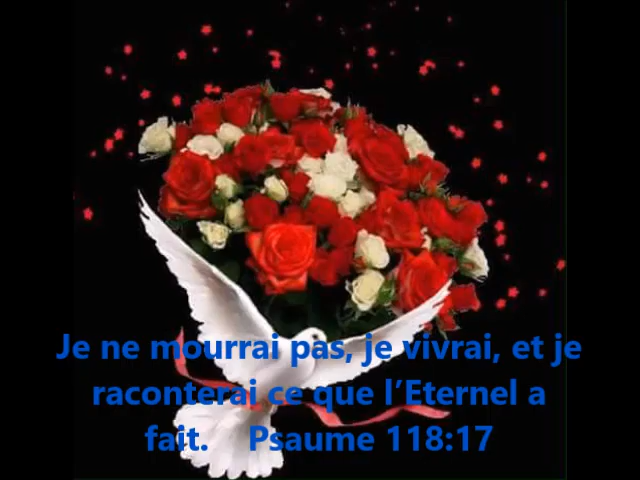 Je ne mourrai pas, je vivrai, et je
raconterai ce que l’Eternel a
fait. Psaume 118:17